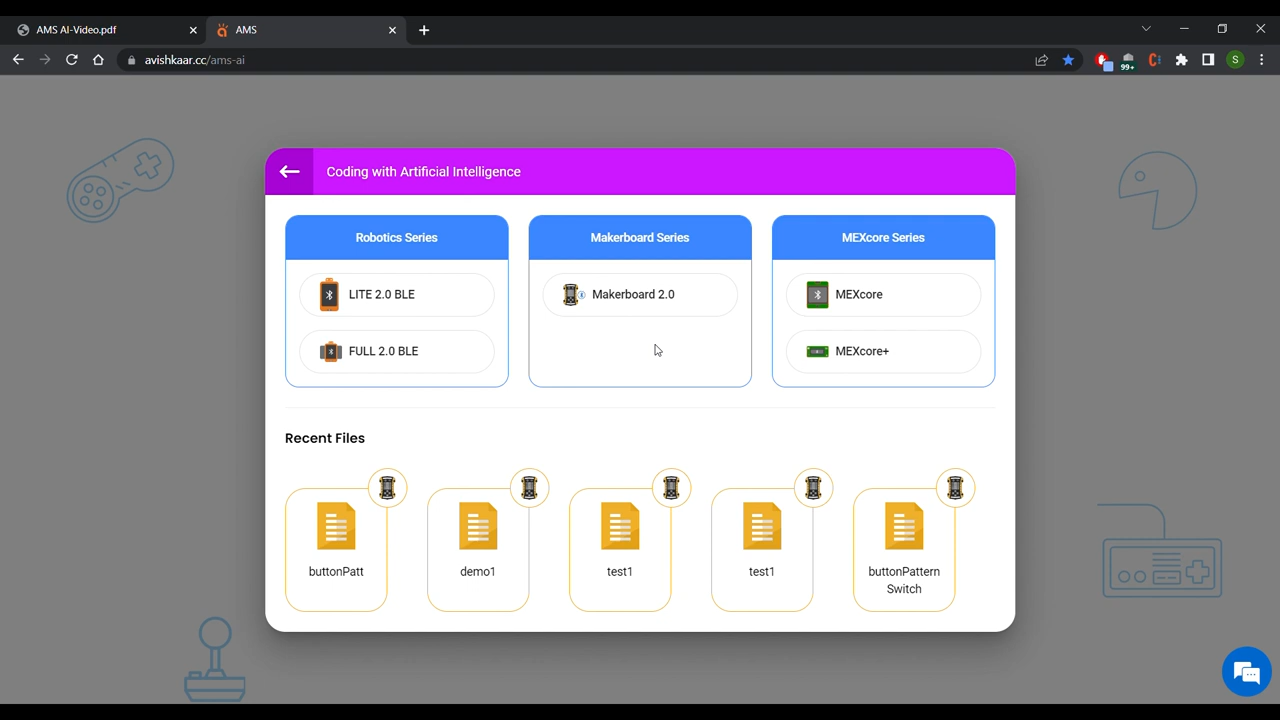 AMS AI-Video.pdf
AMS
avishkaar.cc/ams-ai
99+
S
Coding with Artificial Intelligence
Robotics Series
LITE 2.0 BLE
FULL 2.0 BLE
Makerboard Series
Makerboard 2.0
MEXcore Series
MEXcore
MEXcore+
Recent Files
buttonPatt
demo1
test1
test1
buttonPattern
Switch